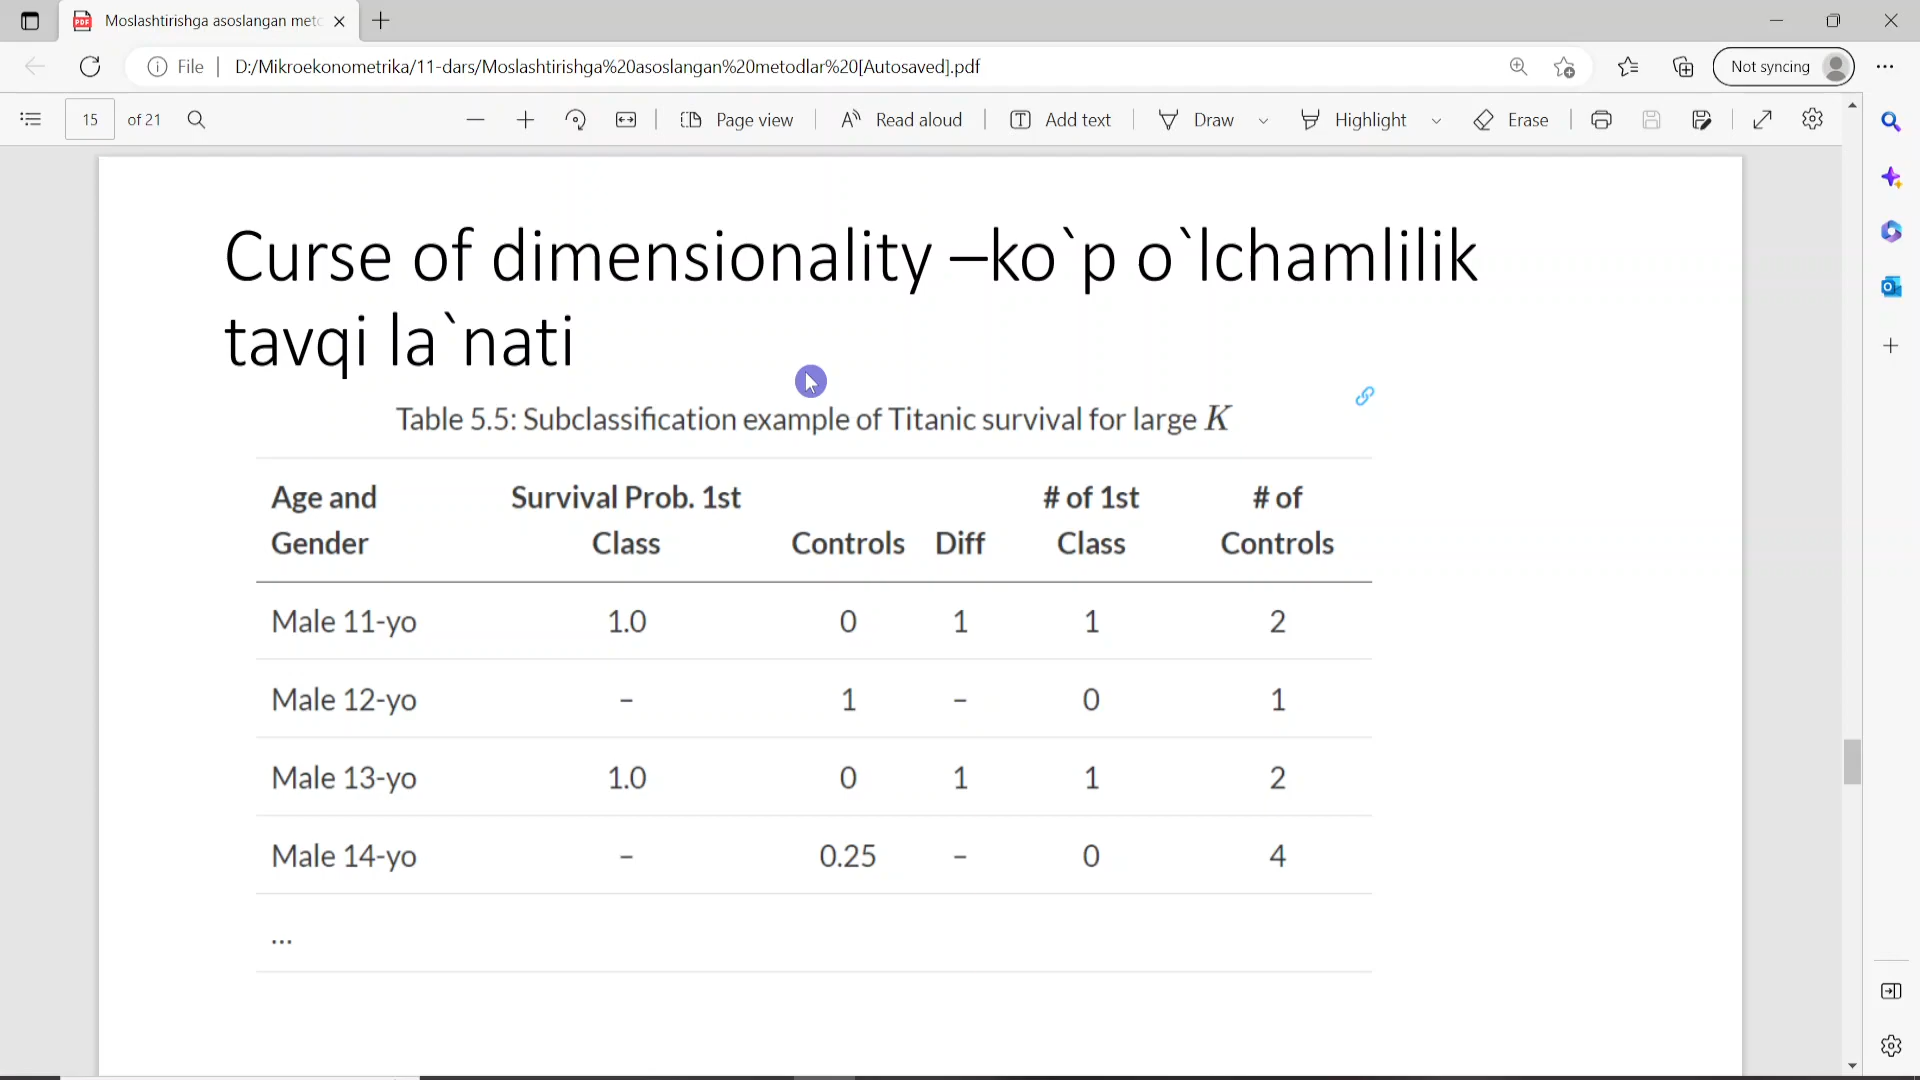 Moslashtirishga asoslangan meto
File
D:/Mikroekonometrika/11-dars/Moslashtirishga%20asoslangan%20metodlar%20[Autosaved].pdf
Not syncing
15 of 21
Page view
Read aloud
Add text
Draw
Highlight
Erase
Curse of dimensionality –ko`p o`lchamlilik
tavqi la`nati
Table 5.5: Subclassification example of Titanic survival for large K
Age and Gender Survival Prob. 1st Class Controls Diff # of 1st Class # of Controls
Male 11-yo 1.0 0 1 1 2
Male 12-yo – 1 – 0 1
Male 13-yo 1.0 0 1 1 2
Male 14-yo – 0.25 – 0 4
...